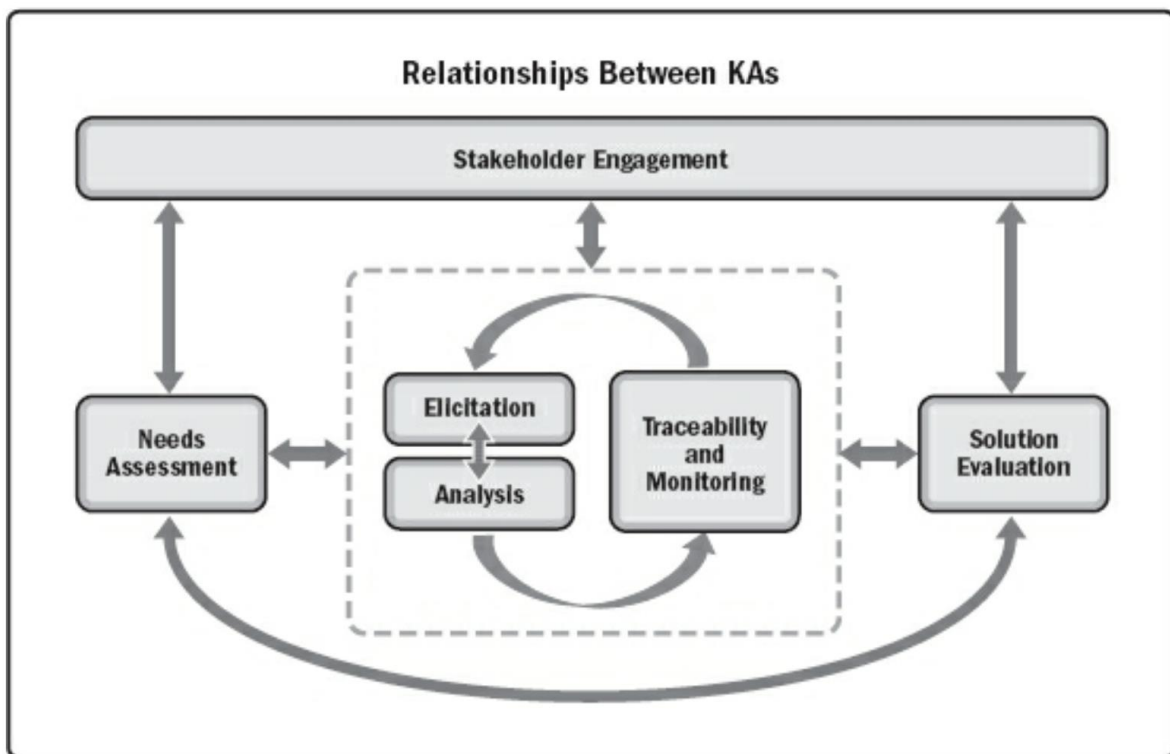 Relationships Between KAs
Stakeholder Engagement
Needs
Assessment
Elicitation
Analysis
Traceability
and
Monitoring
Solution
Evaluation